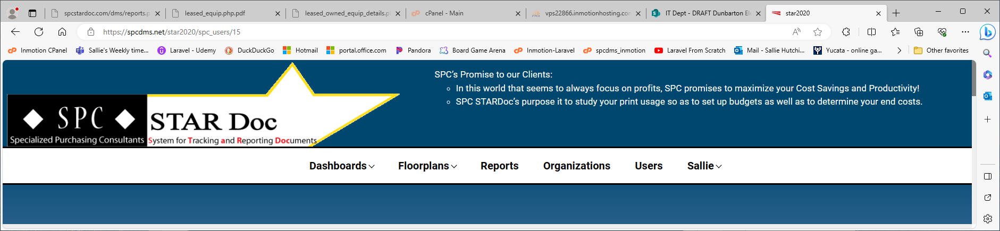 spcstardoc.com/dms/reports.p
leased_equip.php.pdf
leased_owned_equip_details.p
cPanel - Main
vps22866.inmotionhosting.con
IT Dept - DRAFT Dunbarton Ele
star2020
https://spcdms.net/star2020/spc_users/15
Inmotion CPanel
Sallie's Weekly time...
Laravel - Udemy
DuckDuckGo
Hotmail
portal.office.com
Pandora
Board Game Arena
Inmotion-Laravel
spcdms_inmotion
Laravel From Scratch
Mail - Sallie Hutchi...
Yucata - online ga...
Other favorites
SPC's Promise to our Clients:
In this world that seems to always focus on profits, SPC promises to maximize your Cost Savings and Productivity!
SPC STARDoc's purpose it to study your print usage so as to set up budgets as well as to determine your end costs.
SPC
Specialized Purchasing Consultants
STAR Doc
System for Tracking and Reporting Documents
Dashboards
Floorplans
Reports
Organizations
Users
Sallie